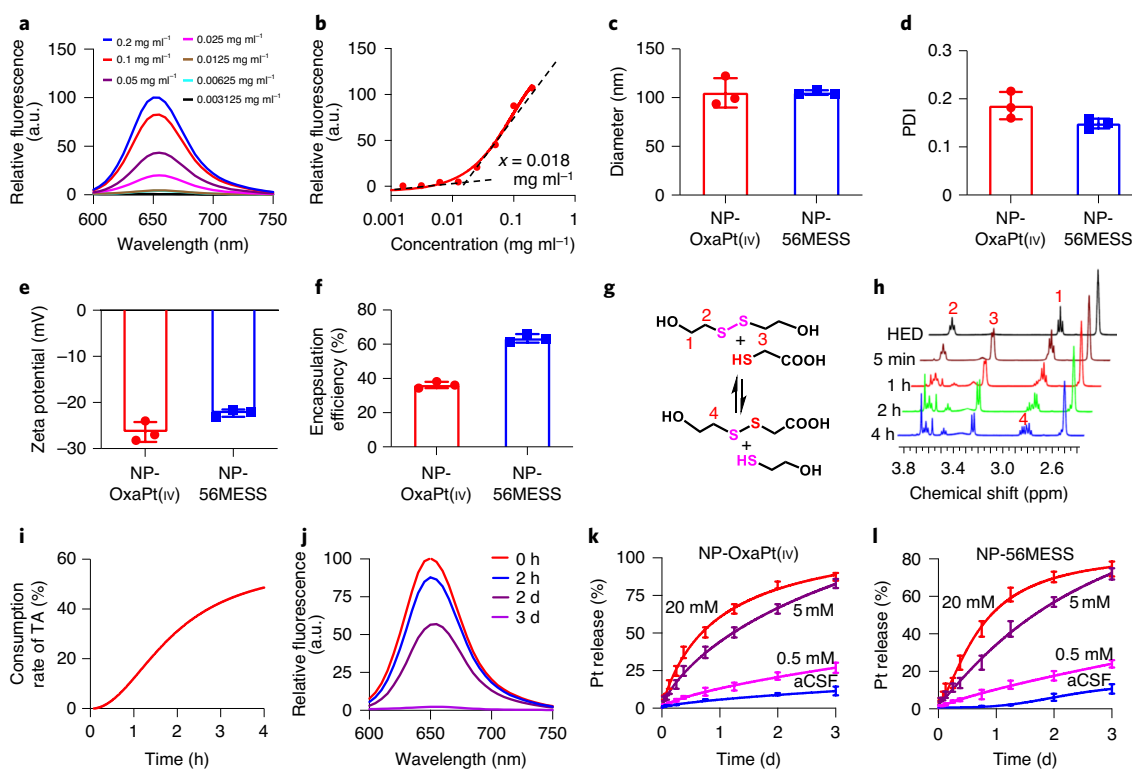 a
Relative fluorescence
(a.u.)
150
100
50
0
0.2 mg ml⁻¹
0.1 mg ml⁻¹
0.05 mg ml⁻¹
0.025 mg ml⁻¹
0.0125 mg ml⁻¹
0.00625 mg ml⁻¹
0.003125 mg ml⁻¹
600 650 700 750
Wavelength (nm)
b
Relative fluorescence
(a.u.)
150
100
50
0
x = 0.018
mg ml⁻¹
0.001 0.01 0.1 1
Concentration (mg ml⁻¹)
c
Diameter (nm)
150
100
50
0
NP-
OxaPt(IV)
NP-
56MESS
d
PDI
0.3
0.2
0.1
0
NP-
OxaPt(IV)
NP-
56MESS
e
Zeta potential (mV)
0
−10
−20
−30
NP-
OxaPt(IV)
NP-
56MESS
f
Encapsulation
efficiency (%)
80
60
40
20
0
NP-
OxaPt(IV)
NP-
56MESS
g
HO
2
S
S
OH
1
+
3
HS
COOH
4
HO
S
S
COOH
+
HS
OH
h
2
3
1
HED
5 min
1 h
2 h
4 h
4
3.8 3.4 3.0 2.6
Chemical shift (ppm)
i
Consumption
rate of TA (%)
60
40
20
0
0 1 2 3 4
Time (h)
j
Relative fluorescence
(a.u.)
100
75
50
25
0
0 h
2 h
2 d
3 d
600 650 700 750
Wavelength (nm)
k
NP-OxaPt(IV)
Pt release (%)
100
75
50
25
0
20 mM
5 mM
0.5 mM
aCSF
0 1 2 3
Time (d)
l
NP-56MESS
Pt release (%)
80
60
40
20
0
20 mM
5 mM
0.5 mM
aCSF
0 1 2 3
Time (d)